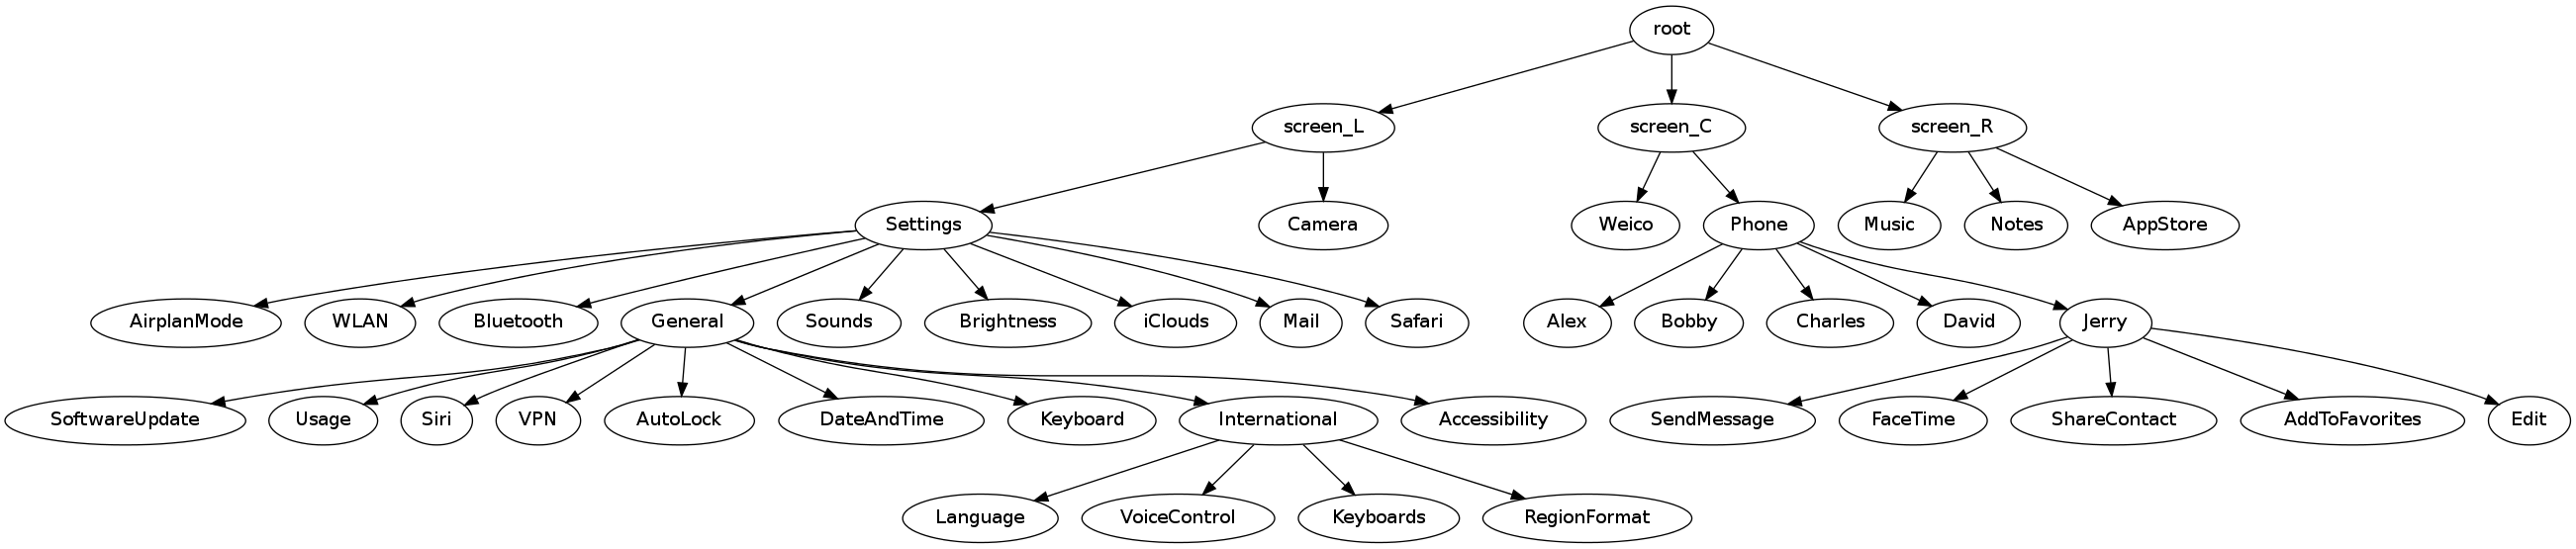 root
screen_L
screen_C
screen_R
Settings
Camera
Weico
Phone
Music
Notes
AppStore
AirplanMode
WLAN
Bluetooth
General
Sounds
Brightness
iClouds
Mail
Safari
Alex
Bobby
Charles
David
Jerry
SoftwareUpdate
Usage
Siri
VPN
AutoLock
DateAndTime
Keyboard
International
Accessibility
SendMessage
FaceTime
ShareContact
AddToFavorites
Edit
Language
VoiceControl
Keyboards
RegionFormat